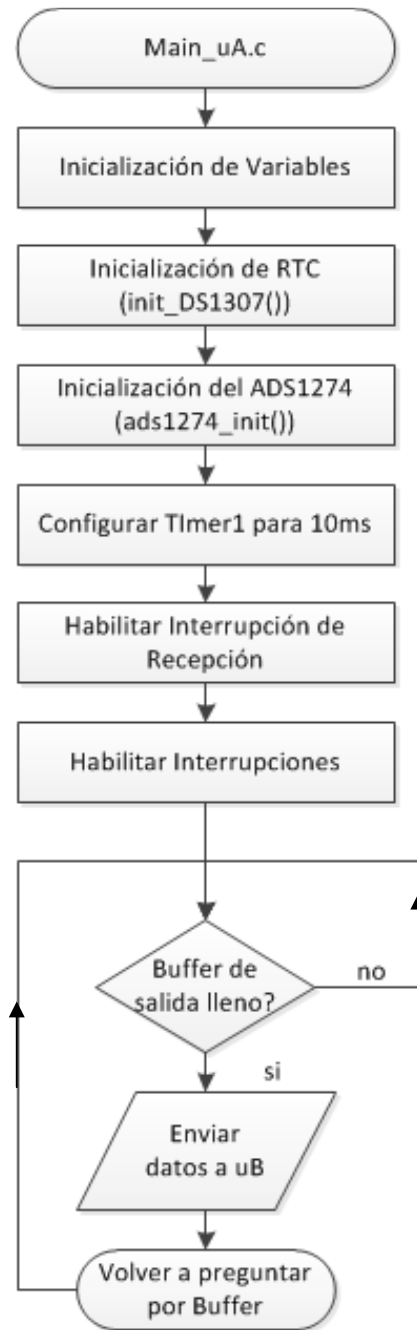 Main_uA.c
Inicialización de Variables
Inicialización de RTC
(init_DS1307())
Inicialización del ADS1274
(ads1274_init())
Configurar TImer1 para 10ms
Habilitar Interrupción de
Recepción
Habilitar Interrupciones
Buffer de
salida lleno?
no
si
Enviar
datos a uB
Volver a preguntar
por Buffer